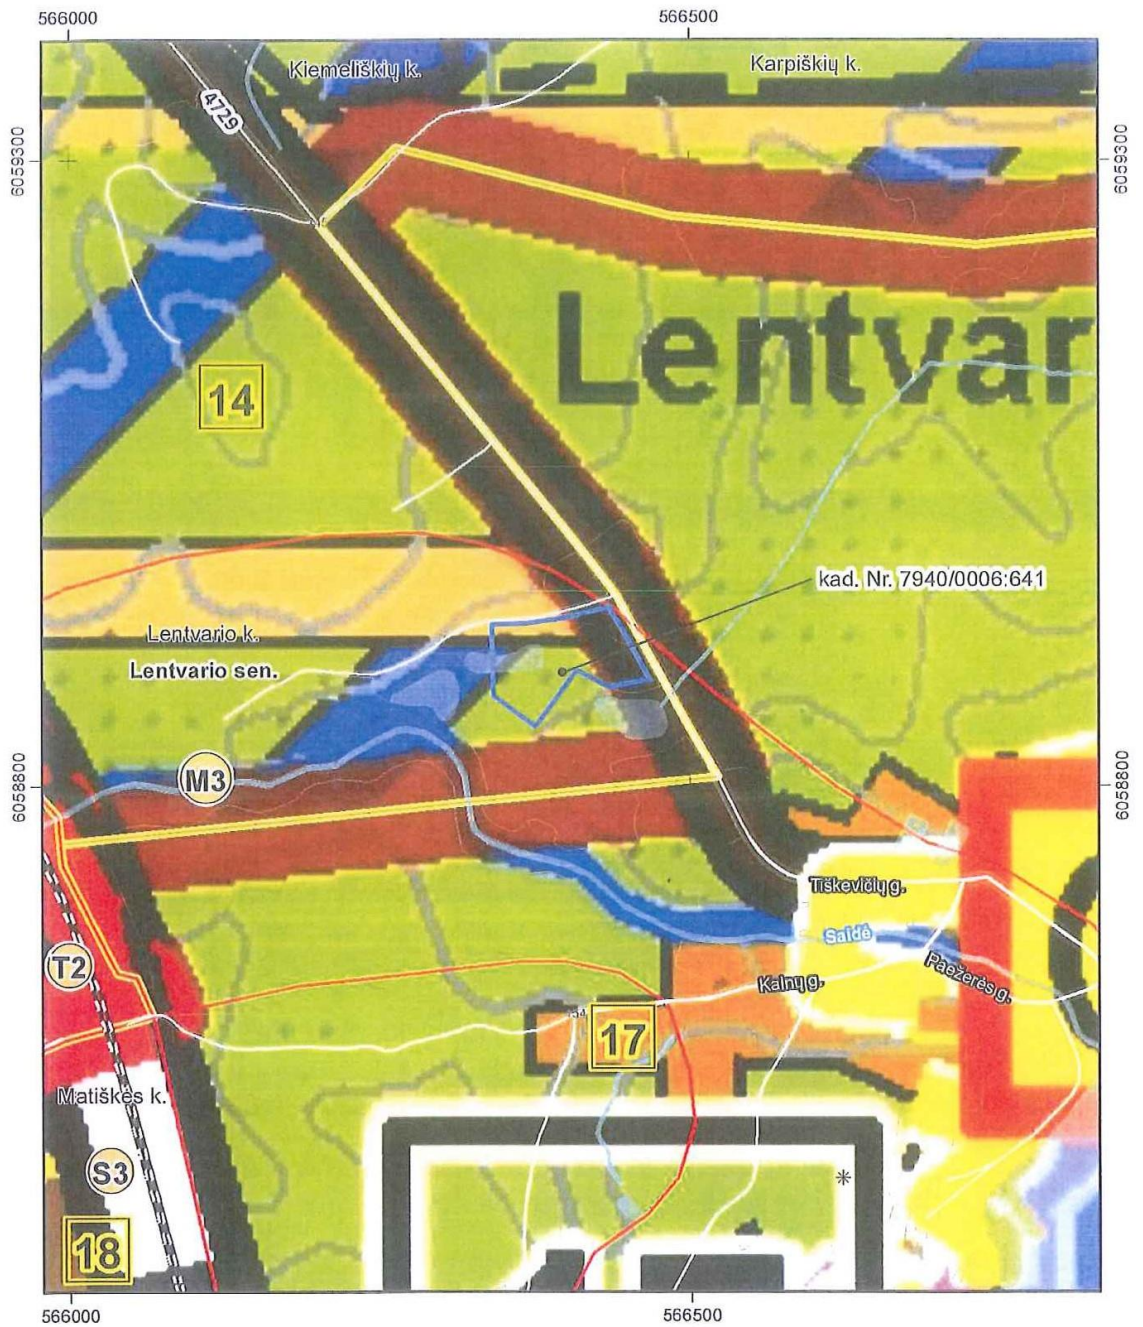 566000
566500
Kiemeliškių k.
Karpiškių k.
4729
6059300
6059300
Lentvar
14
kad. Nr. 7940/0006:641
Lentvario k.
Lentvario sen.
M3
6058800
6058800
Tiškevičių g.
Saidė
Paežerės g.
T2
Kalnų g.
17
Matiškės k.
S3
18
566000
566500